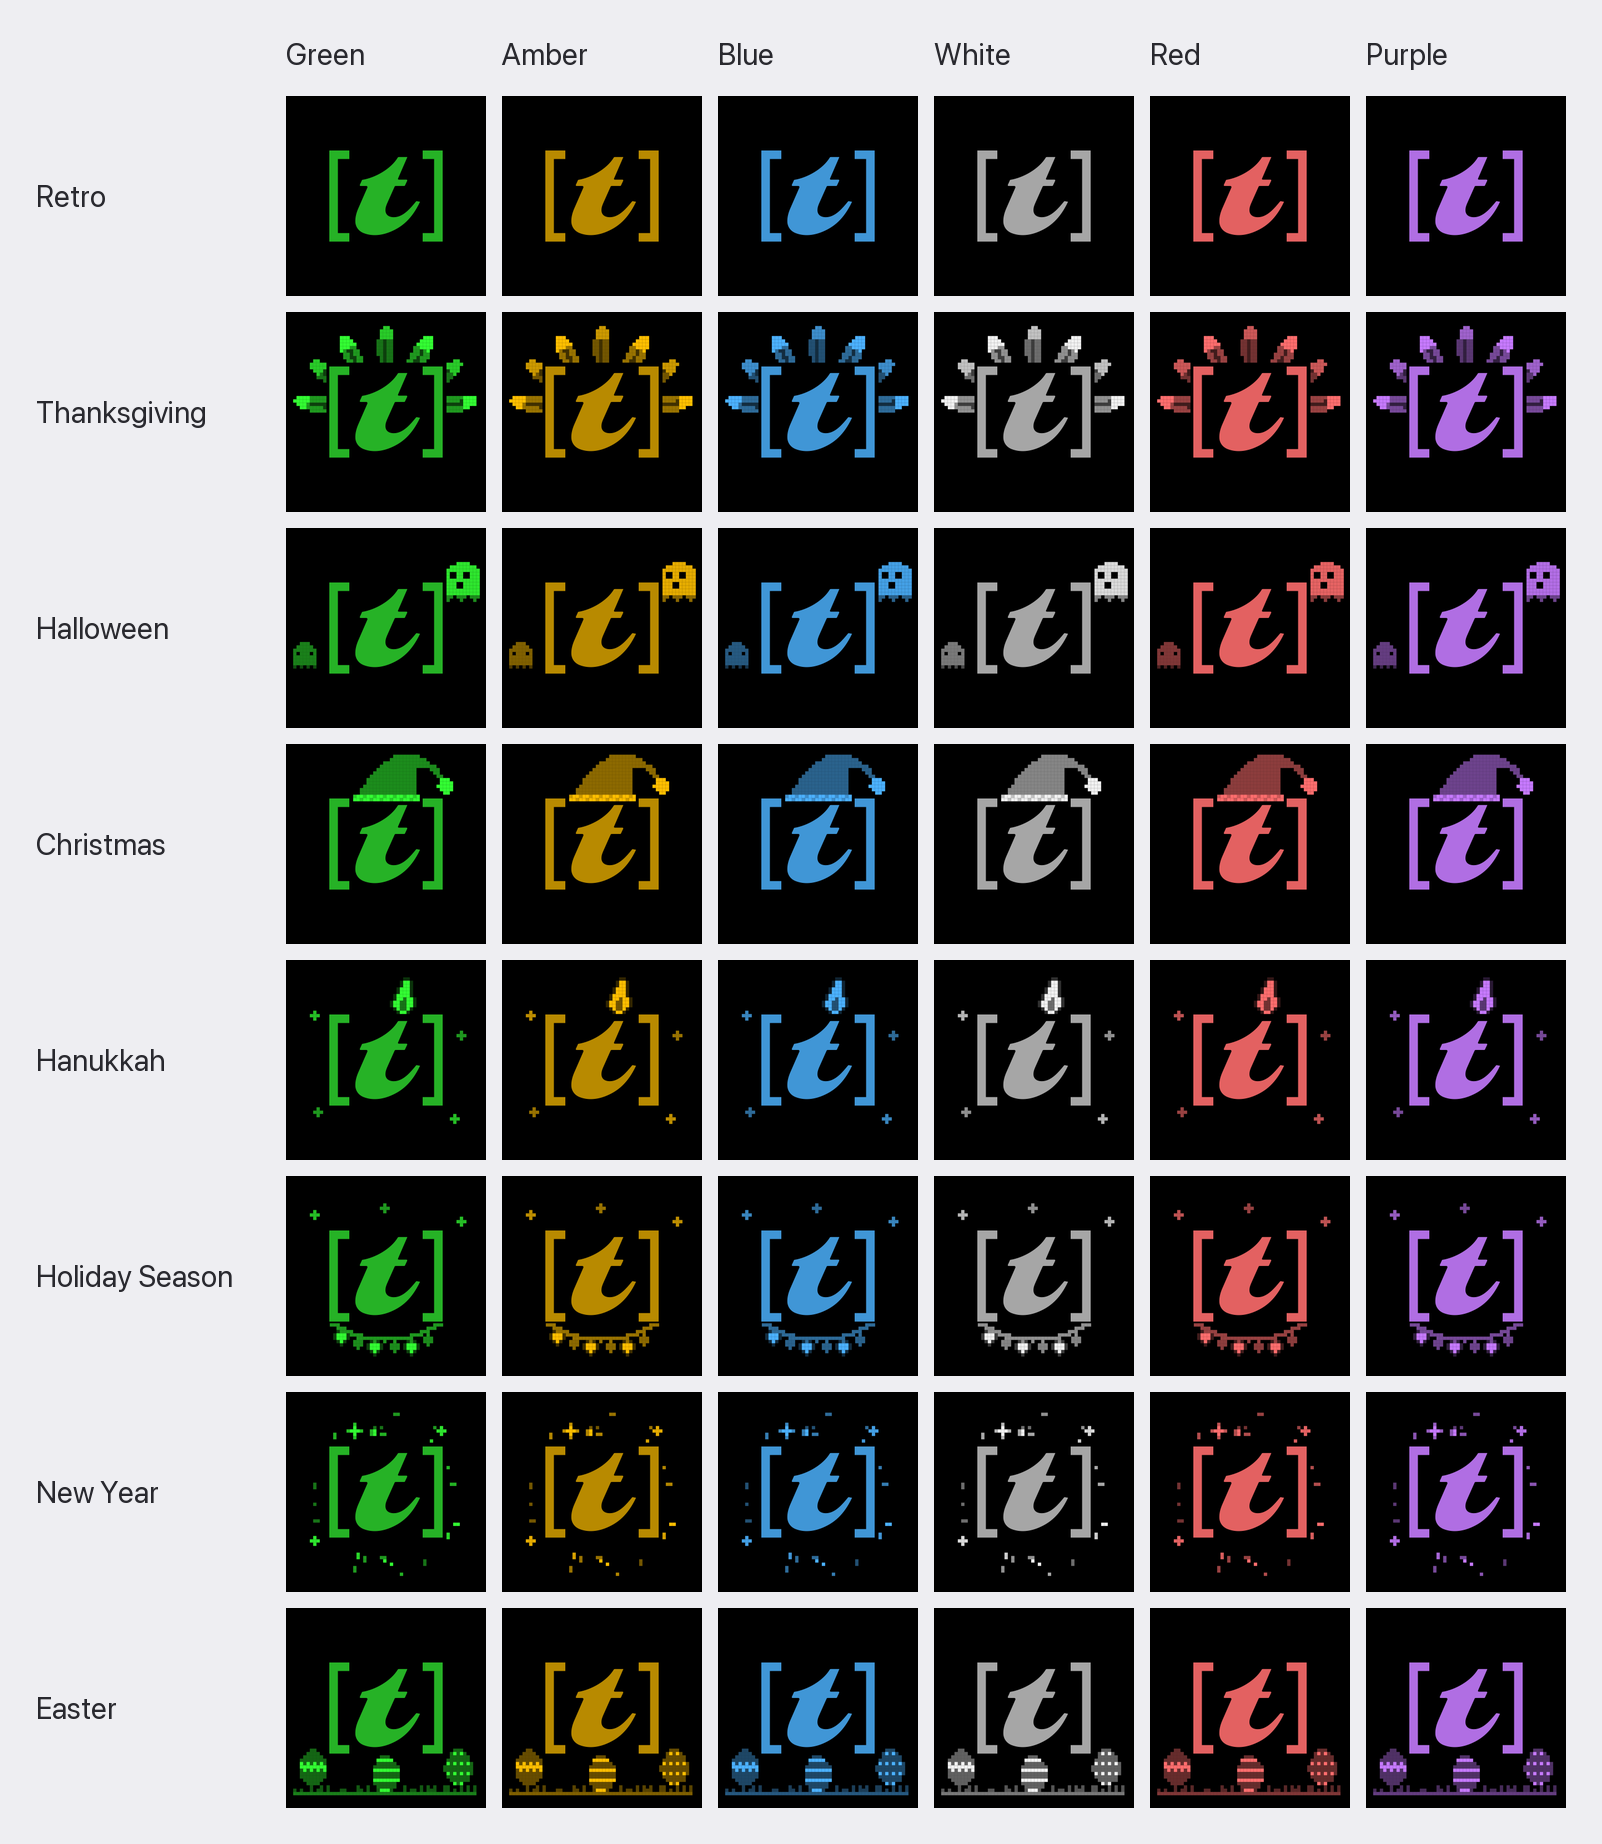 Green Amber Blue White Red Purple
Retro [t] [t] [t] [t] [t] [t]
Thanksgiving [t] [t] [t] [t] [t] [t]
Halloween [t] [t] [t] [t] [t] [t]
Christmas [t] [t] [t] [t] [t] [t]
Hanukkah [t] [t] [t] [t] [t] [t]
Holiday Season [t] [t] [t] [t] [t] [t]
New Year [t] [t] [t] [t] [t] [t]
Easter [t] [t] [t] [t] [t] [t]